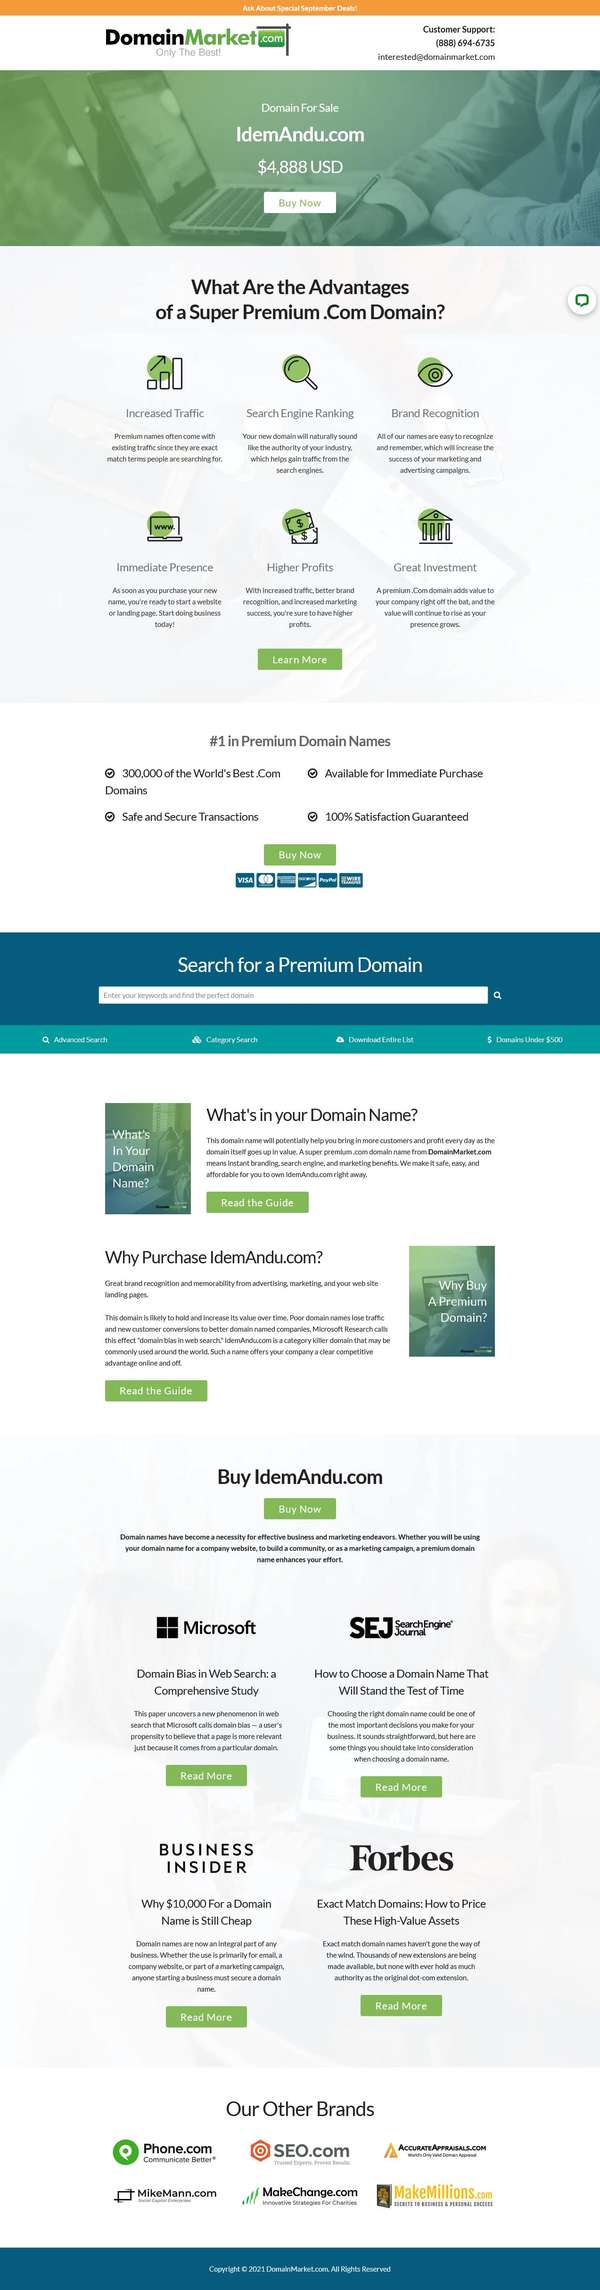 Ask About Special September Deals!
DomainMarket.com
Only The Best!
Customer Support:
(888) 694-6735
interested@domainmarket.com
Domain For Sale
IdemAndu.com
$4,888 USD
Buy Now
What Are the Advantages
of a Super Premium .Com Domain?
Increased Traffic
Premium names often come with
existing traffic since they are exact
match terms people are searching for.
Search Engine Ranking
Your new domain will naturally sound
like the authority of your industry,
which helps gain traffic from the
search engines.
Brand Recognition
All of our names are easy to recognize
and remember, which will increase the
success of your marketing and
advertising campaigns.
www.
Immediate Presence
As soon as you purchase your new
name, you're ready to start a website
or landing page. Start doing business
today!
$
$
Higher Profits
With increased traffic, better brand
recognition, and increased marketing
success, you're sure to have higher
profits.
Great Investment
A premium .Com domain adds value to
your company right off the bat, and the
value will continue to rise as your
presence grows.
Learn More
#1 in Premium Domain Names
300,000 of the World's Best .Com
Domains
Available for Immediate Purchase
Safe and Secure Transactions
100% Satisfaction Guaranteed
Buy Now
VISA
DISCOVER
PayPal
WIRE
TRANSFER
Search for a Premium Domain
Enter your keywords and find the perfect domain
Advanced Search
Category Search
Download Entire List
$ Domains Under $500
What's
In Your
Domain
Name?
What's in your Domain Name?
This domain name will potentially help you bring in more customers and profit every day as the
domain itself goes up in value. A super premium .com domain name from DomainMarket.com
means instant branding, search engine, and marketing benefits. We make it safe, easy, and
affordable for you to own IdemAndu.com right away.
Read the Guide
Why Purchase IdemAndu.com?
Great brand recognition and memorability from advertising, marketing, and your web site
landing pages.
This domain is likely to hold and increase its value over time. Poor domain names lose traffic
and new customer conversions to better domain named companies, Microsoft Research calls
this effect "domain bias in web search." IdemAndu.com is a category killer domain that may be
commonly used around the world. Such a name offers your company a clear competitive
advantage online and off.
Read the Guide
Why Buy
A Premium
Domain?
Buy IdemAndu.com
Buy Now
Domain names have become a necessity for effective business and marketing endeavors. Whether you will be using
your domain name for a company website, to build a community, or as a marketing campaign, a premium domain
name enhances your effort.
Microsoft
Domain Bias in Web Search: a
Comprehensive Study
This paper uncovers a new phenomenon in web
search that Microsoft calls domain bias — a user's
propensity to believe that a page is more relevant
just because it comes from a particular domain.
Read More
SEJ Search Engine
Journal
How to Choose a Domain Name That
Will Stand the Test of Time
Choosing the right domain name could be one of
the most important decisions you make for your
business. It sounds straightforward, but here are
some things you should take into consideration
when choosing a domain name.
Read More
BUSINESS
INSIDER
Why $10,000 For a Domain
Name is Still Cheap
Domain names are now an integral part of any
business. Whether the use is primarily for email, a
company website, or part of a marketing campaign,
anyone starting a business must secure a domain
name.
Read More
Forbes
Exact Match Domains: How to Price
These High-Value Assets
Exact match domain names haven't gone the way of
the wind. Thousands of new extensions are being
made available, but none with ever hold as much
authority as the original dot-com extension.
Read More
Our Other Brands
Phone.com
Communicate Better®
SEO.com
Trusted Experts. Proven Results.
AccurateAppraisals.com
World's Only Valid Domain Appraisal
MikeMann.com
Social Capital Enterprises
MakeChange.com
Innovative Strategies For Charities
MakeMillions.com
SECRETS TO BUSINESS & PERSONAL SUCCESS
Copyright © 2021 DomainMarket.com. All Rights Reserved